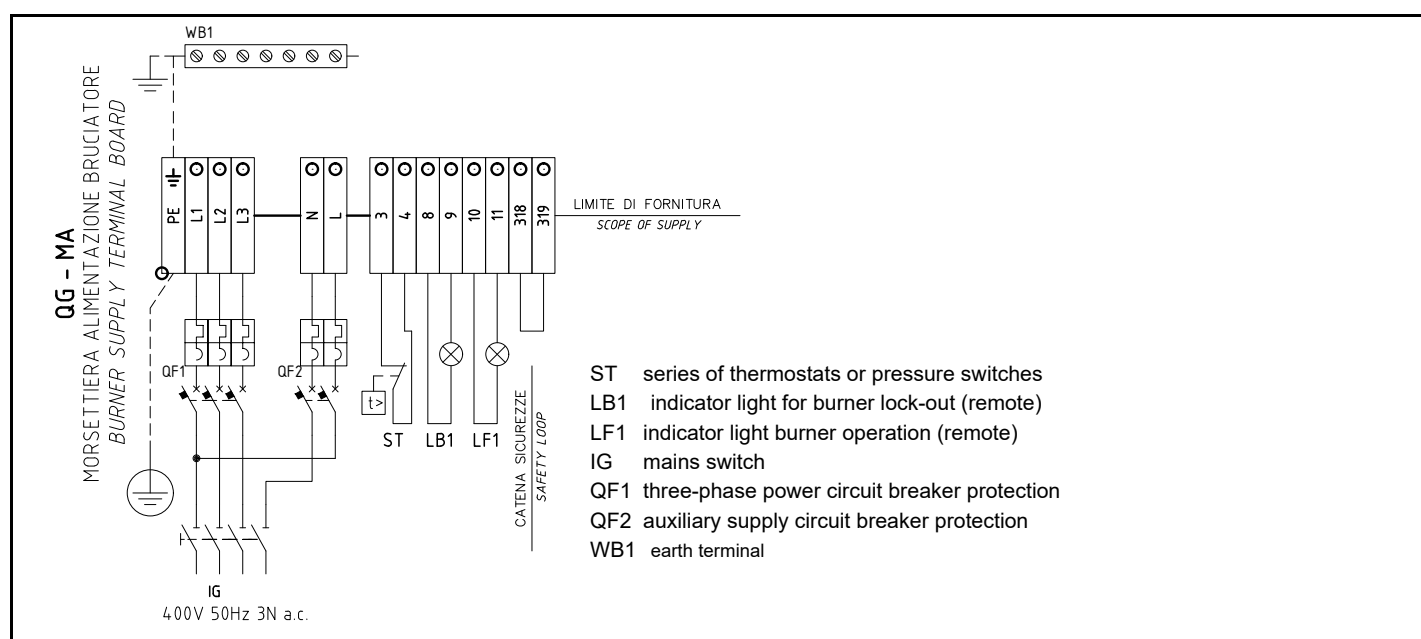 WB1
QG - MA
MORSETTIERA ALIMENTAZIONE BRUCIATORE
BURNER SUPPLY TERMINAL BOARD
PE L1 L2 L3 N L 3 4 8 9 10 11 318 319
LIMITE DI FORNITURA
SCOPE OF SUPPLY
QF1 QF2
t>
ST LB1 LF1
CATENA SICUREZZE
SAFETY LOOP
IG
400V 50Hz 3N a.c.
ST series of thermostats or pressure switches
LB1 indicator light for burner lock-out (remote)
LF1 indicator light burner operation (remote)
IG mains switch
QF1 three-phase power circuit breaker protection
QF2 auxiliary supply circuit breaker protection
WB1 earth terminal